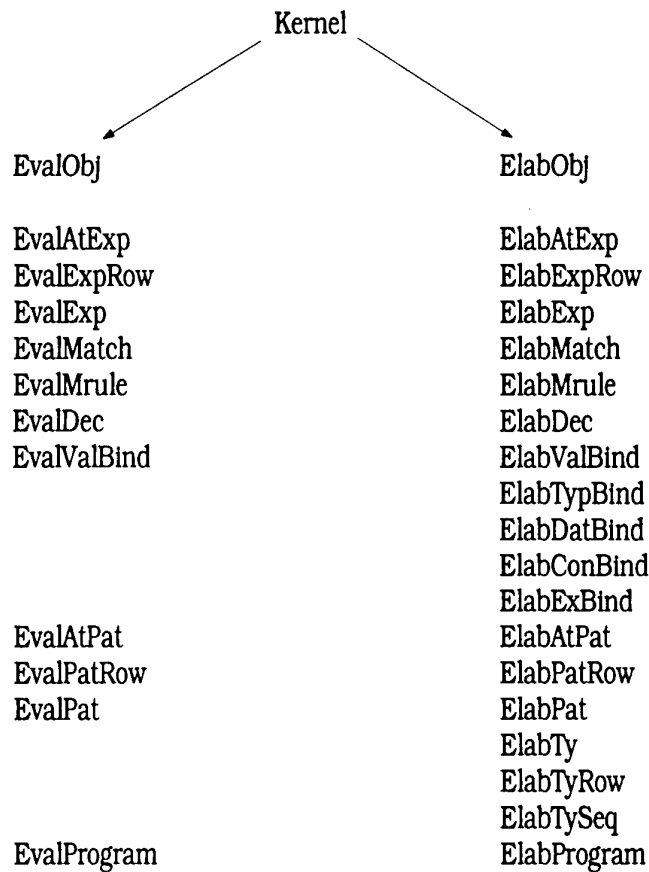 Kernel
EvalObj ElabObj
EvalAtExp ElabAtExp
EvalExpRow ElabExpRow
EvalExp ElabExp
EvalMatch ElabMatch
EvalMrule ElabMrule
EvalDec ElabDec
EvalValBind ElabValBind
ElabTypBind
ElabDatBind
ElabConBind
ElabExBind
EvalAtPat ElabAtPat
EvalPatRow ElabPatRow
EvalPat ElabPat
ElabTy
ElabTyRow
ElabTySeq
EvalProgram ElabProgram